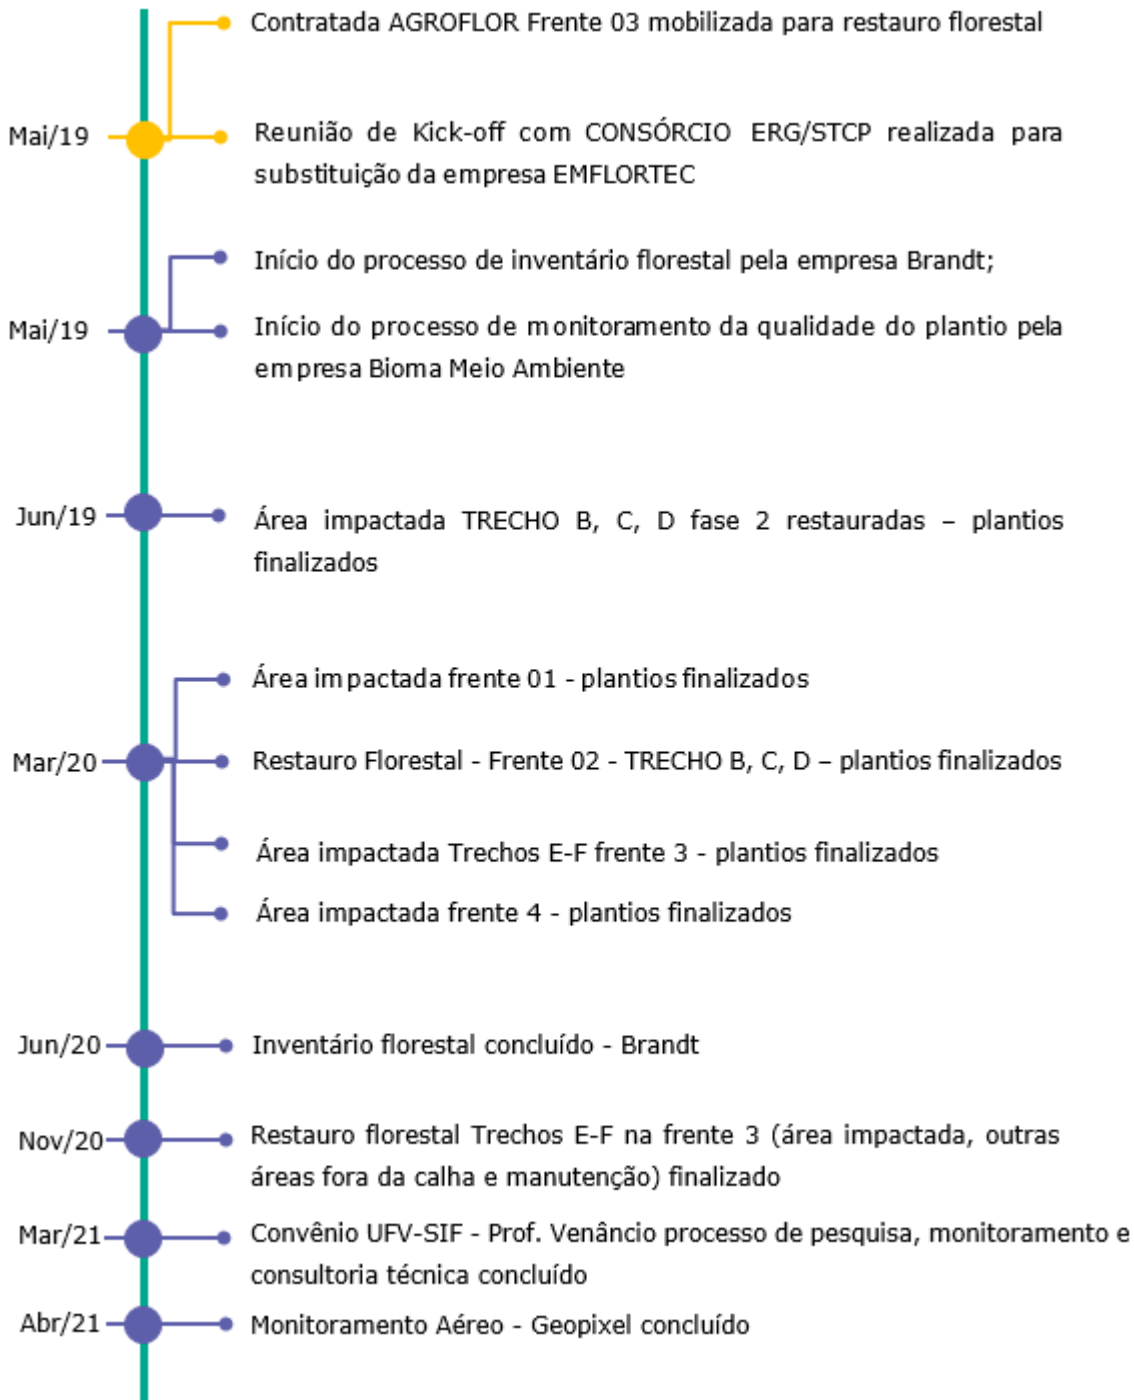 Contratada AGROFLOR Frente 03 mobilizada para restauro florestal
Mai/19
Reunião de Kick-off com CONSÓRCIO ERG/STCP realizada para
substituição da empresa EMFLORTEC
Início do processo de inventário florestal pela empresa Brandt;
Mai/19
Início do processo de monitoramento da qualidade do plantio pela
empresa Bioma Meio Ambiente
Jun/19
Área impactada TRECHO B, C, D fase 2 restauradas – plantios
finalizados
Área impactada frente 01 - plantios finalizados
Mar/20
Restauro Florestal - Frente 02 - TRECHO B, C, D – plantios finalizados
Área impactada Trechos E-F frente 3 - plantios finalizados
Área impactada frente 4 - plantios finalizados
Jun/20
Inventário florestal concluído - Brandt
Nov/20
Restauro florestal Trechos E-F na frente 3 (área impactada, outras
áreas fora da calha e manutenção) finalizado
Mar/21
Convênio UFV-SIF - Prof. Venâncio processo de pesquisa, monitoramento e
consultoria técnica concluído
Abr/21
Monitoramento Aéreo - Geopixel concluído